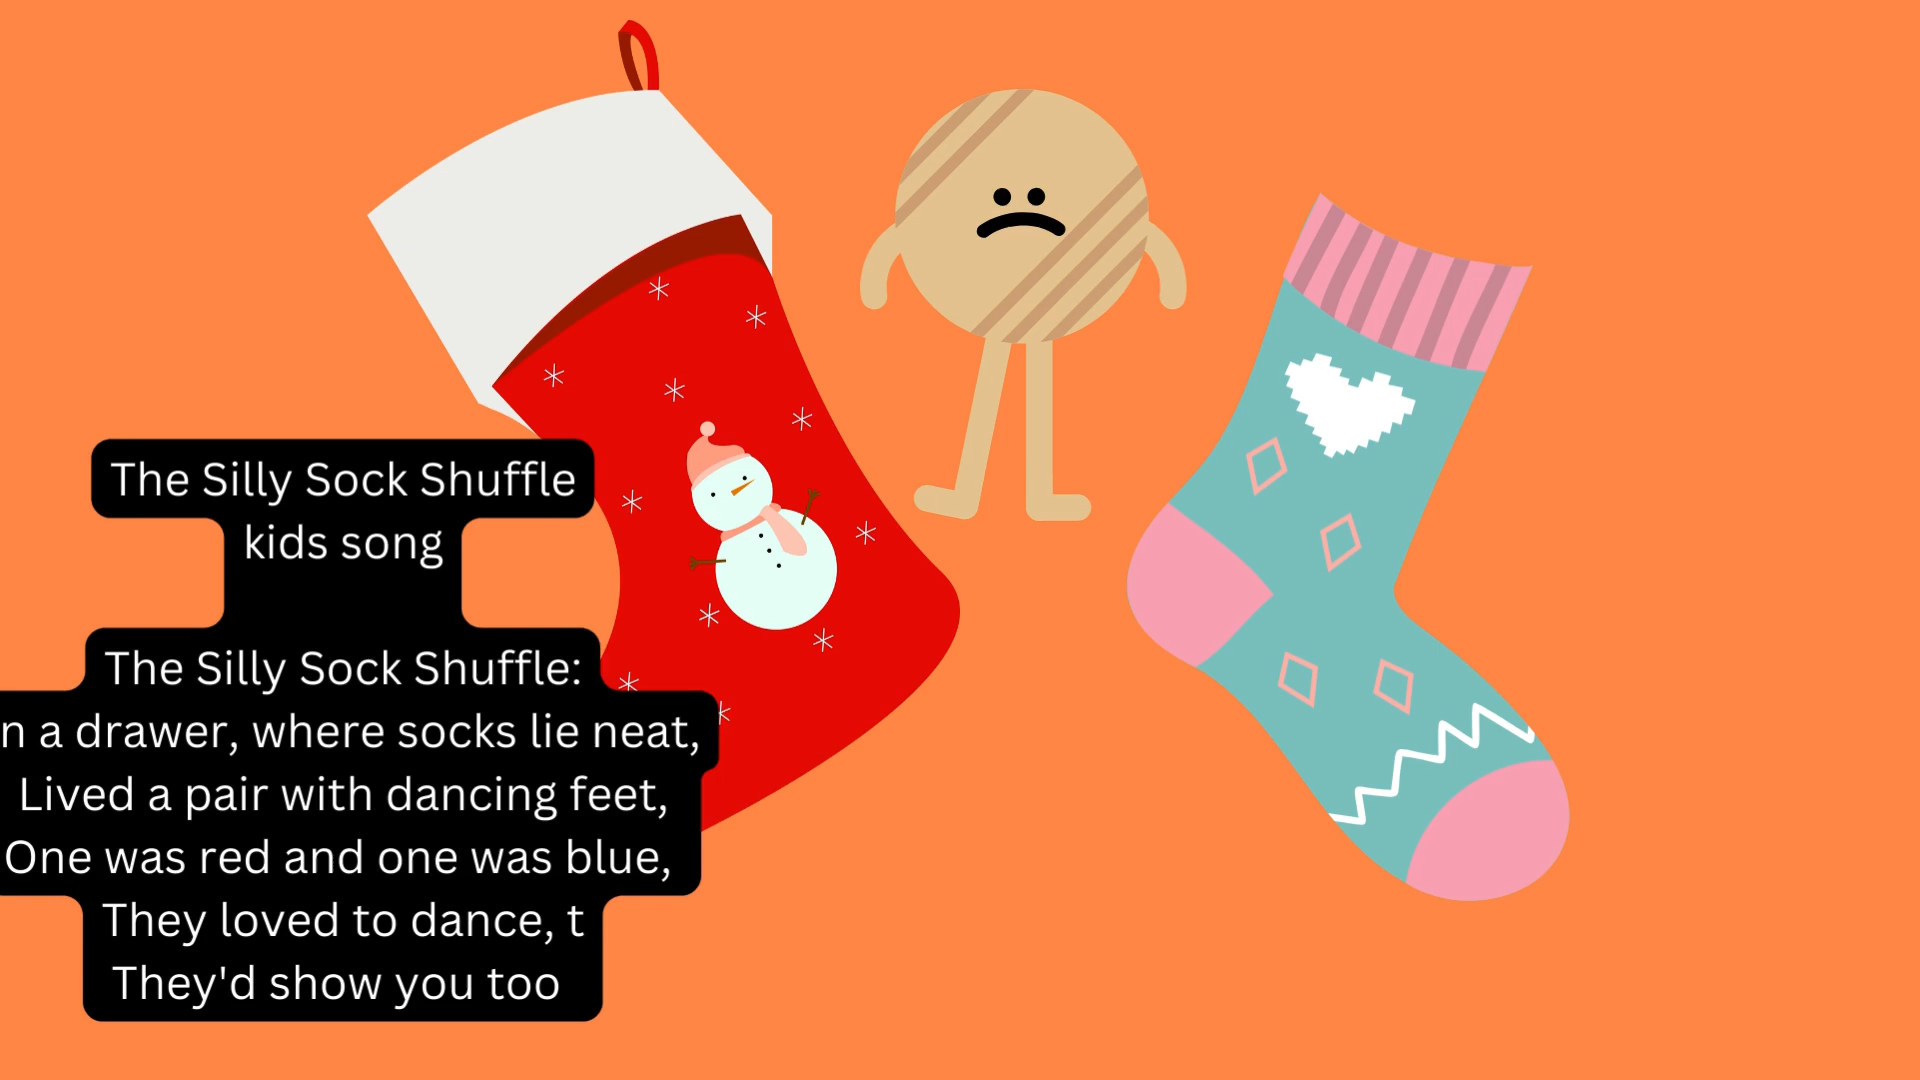 The Silly Sock Shuffle
kids song
The Silly Sock Shuffle:
n a drawer, where socks lie neat,
Lived a pair with dancing feet,
One was red and one was blue,
They loved to dance, t
They'd show you too